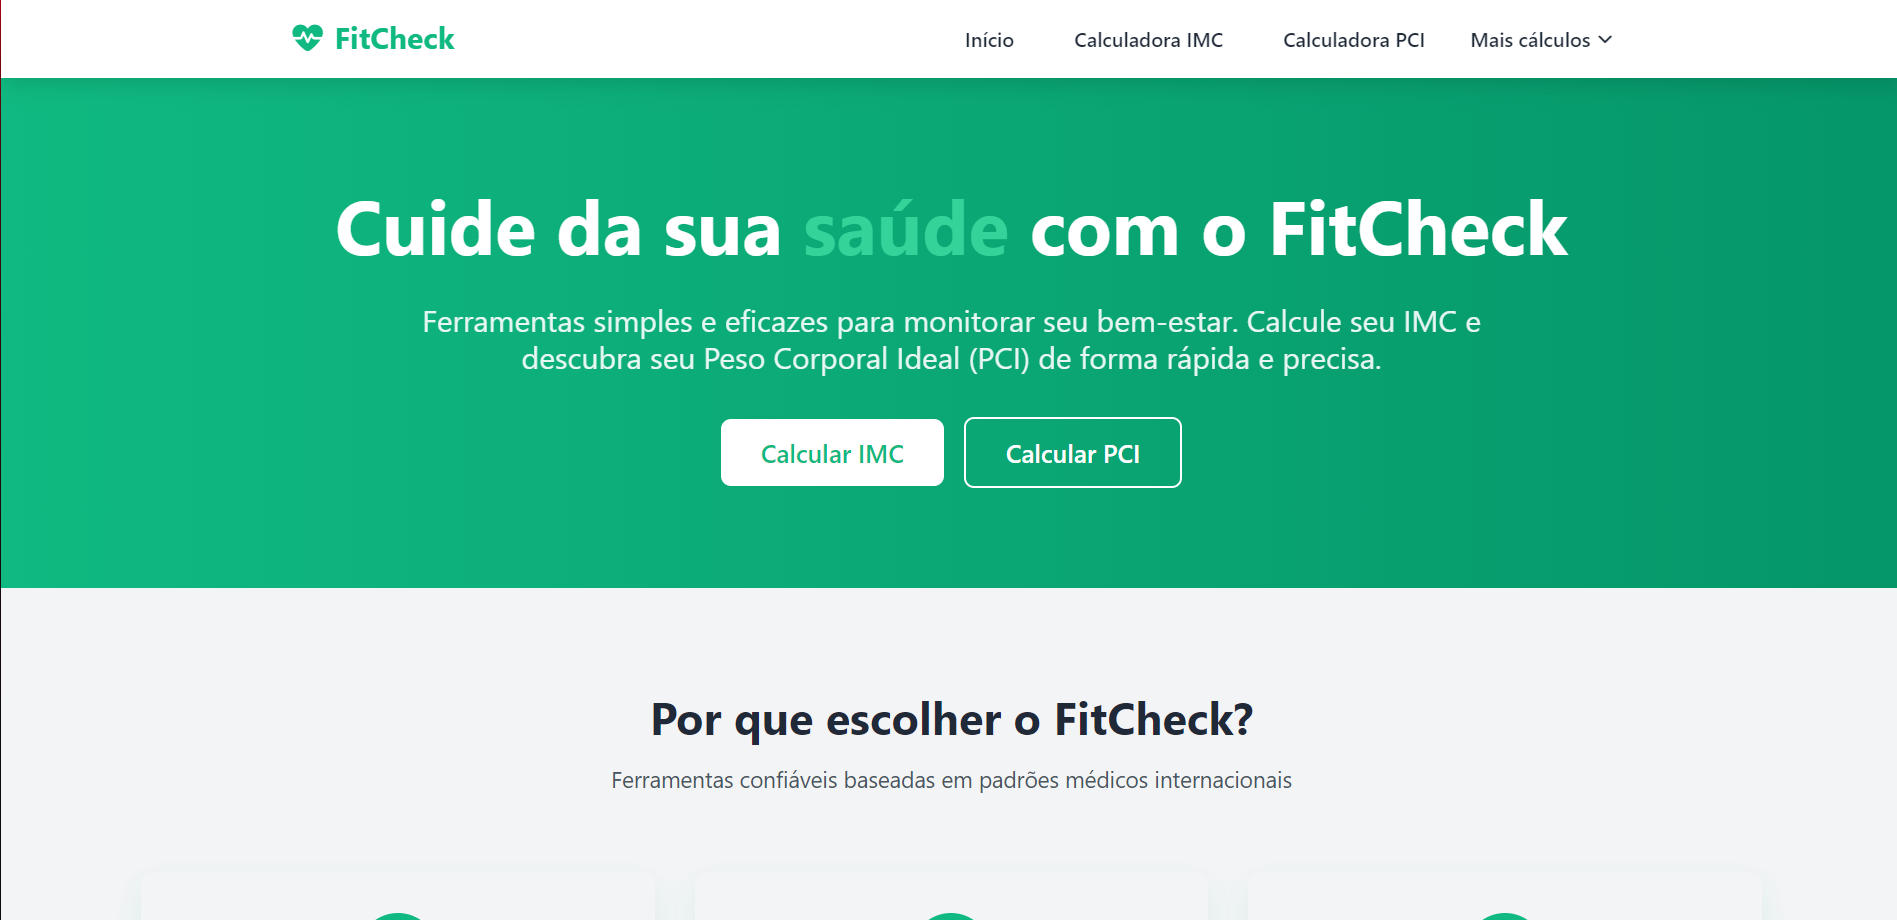 FitCheck
Início
Calculadora IMC
Calculadora PCI
Mais cálculos
Cuide da sua saúde com o FitCheck
Ferramentas simples e eficazes para monitorar seu bem-estar. Calcule seu IMC e
descubra seu Peso Corporal Ideal (PCI) de forma rápida e precisa.
Calcular IMC
Calcular PCI
Por que escolher o FitCheck?
Ferramentas confiáveis baseadas em padrões médicos internacionais